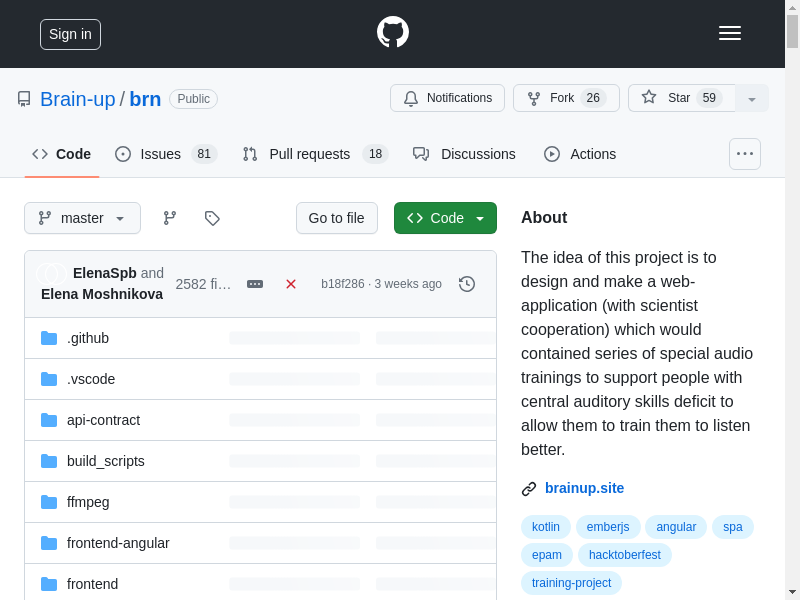 Sign in
Brain-up / brn Public
Notifications Fork 26 Star 59
Code Issues 81 Pull requests 18 Discussions Actions
master Go to file Code
ElenaSpb and
Elena Moshnikova
2582 fi... b18f286 · 3 weeks ago
.github
.vscode
api-contract
build_scripts
ffmpeg
frontend-angular
frontend
About
The idea of this project is to
design and make a web-
application (with scientist
cooperation) which would
contained series of special audio
trainings to support people with
central auditory skills deficit to
allow them to train them to listen
better.
brainup.site
kotlin emberjs angular spa
epam hacktoberfest
training-project